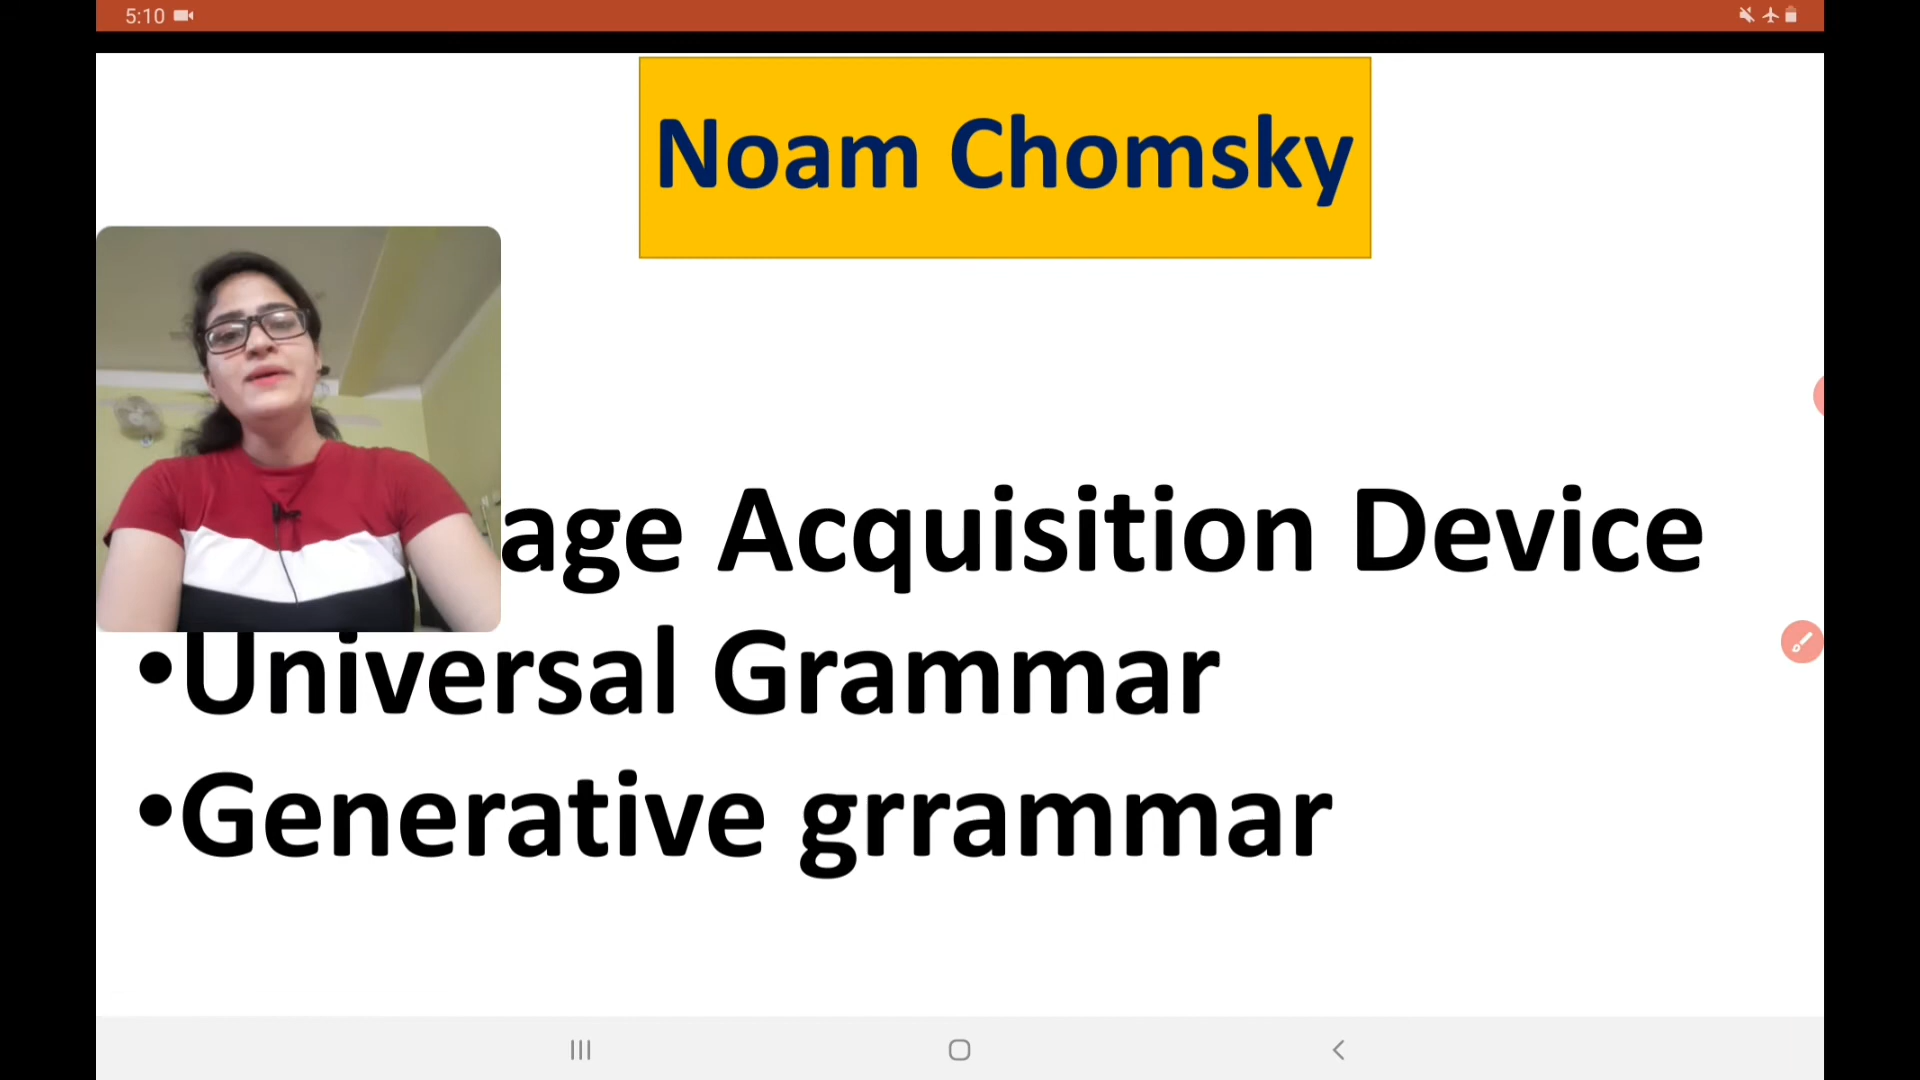 5:10
Noam Chomsky
age Acquisition Device
•Universal Grammar
•Generative grrammar